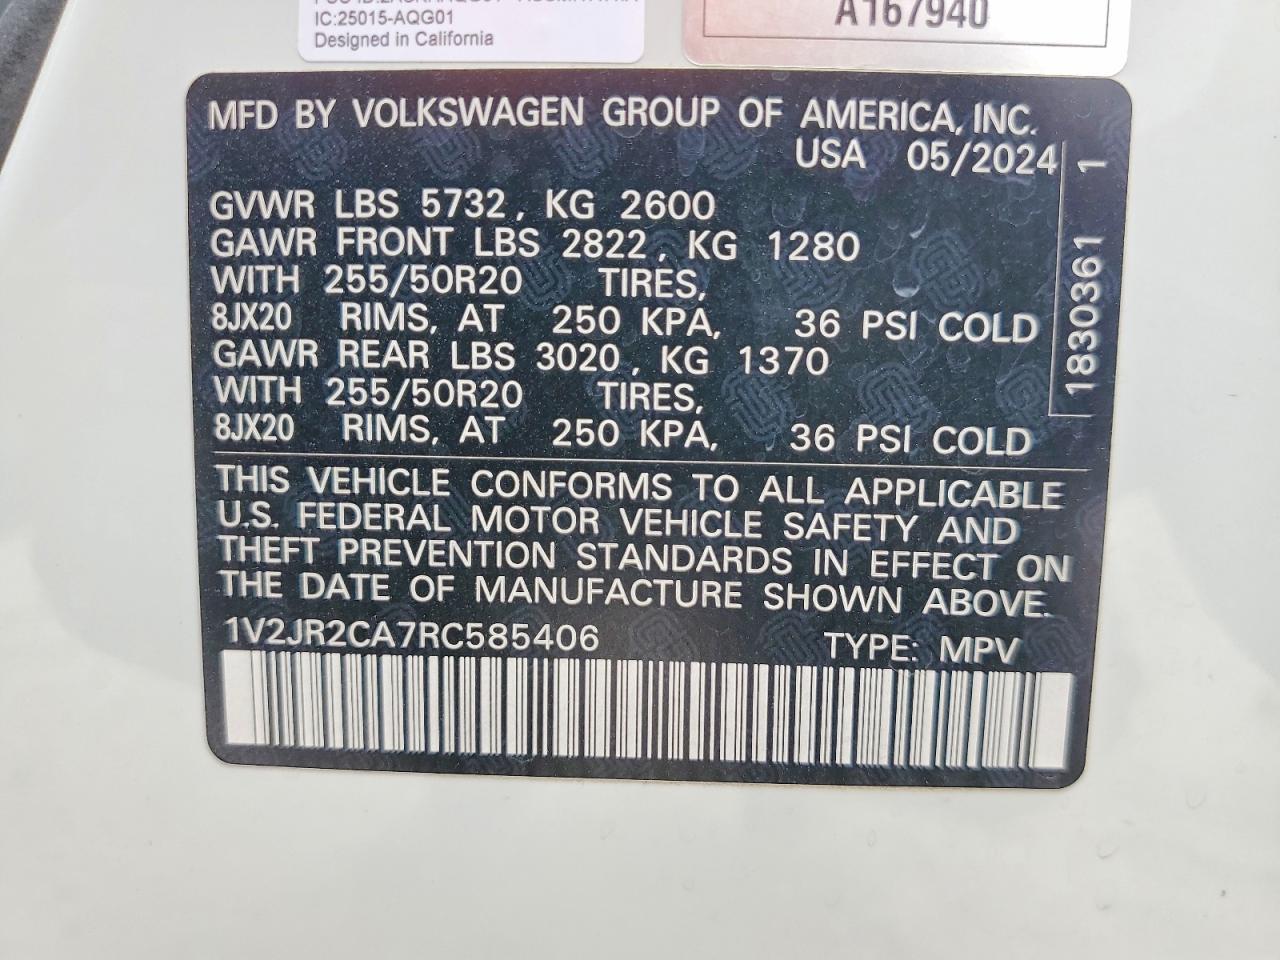 IC:25015-AQG01
Designed in California
A167940
MFD BY VOLKSWAGEN GROUP OF AMERICA, INC.
USA 05/2024
GVWR LBS 5732, KG 2600
GAWR FRONT LBS 2822, KG 1280
WITH 255/50R20 TIRES,
8JX20 RIMS, AT 250 KPA, 36 PSI COLD
GAWR REAR LBS 3020, KG 1370
WITH 255/50R20 TIRES,
8JX20 RIMS, AT 250 KPA, 36 PSI COLD
1830361 1
THIS VEHICLE CONFORMS TO ALL APPLICABLE
U.S. FEDERAL MOTOR VEHICLE SAFETY AND
THEFT PREVENTION STANDARDS IN EFFECT ON
THE DATE OF MANUFACTURE SHOWN ABOVE.
1V2JR2CA7RC585406 TYPE: MPV